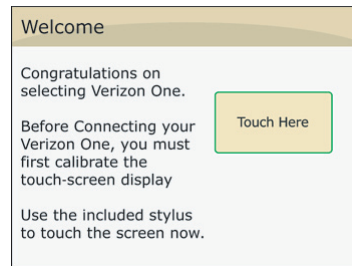 Welcome
Congratulations on
selecting Verizon One.
Before Connecting your
Verizon One, you must
first calibrate the
touch-screen display
Use the included stylus
to touch the screen now.
Touch Here